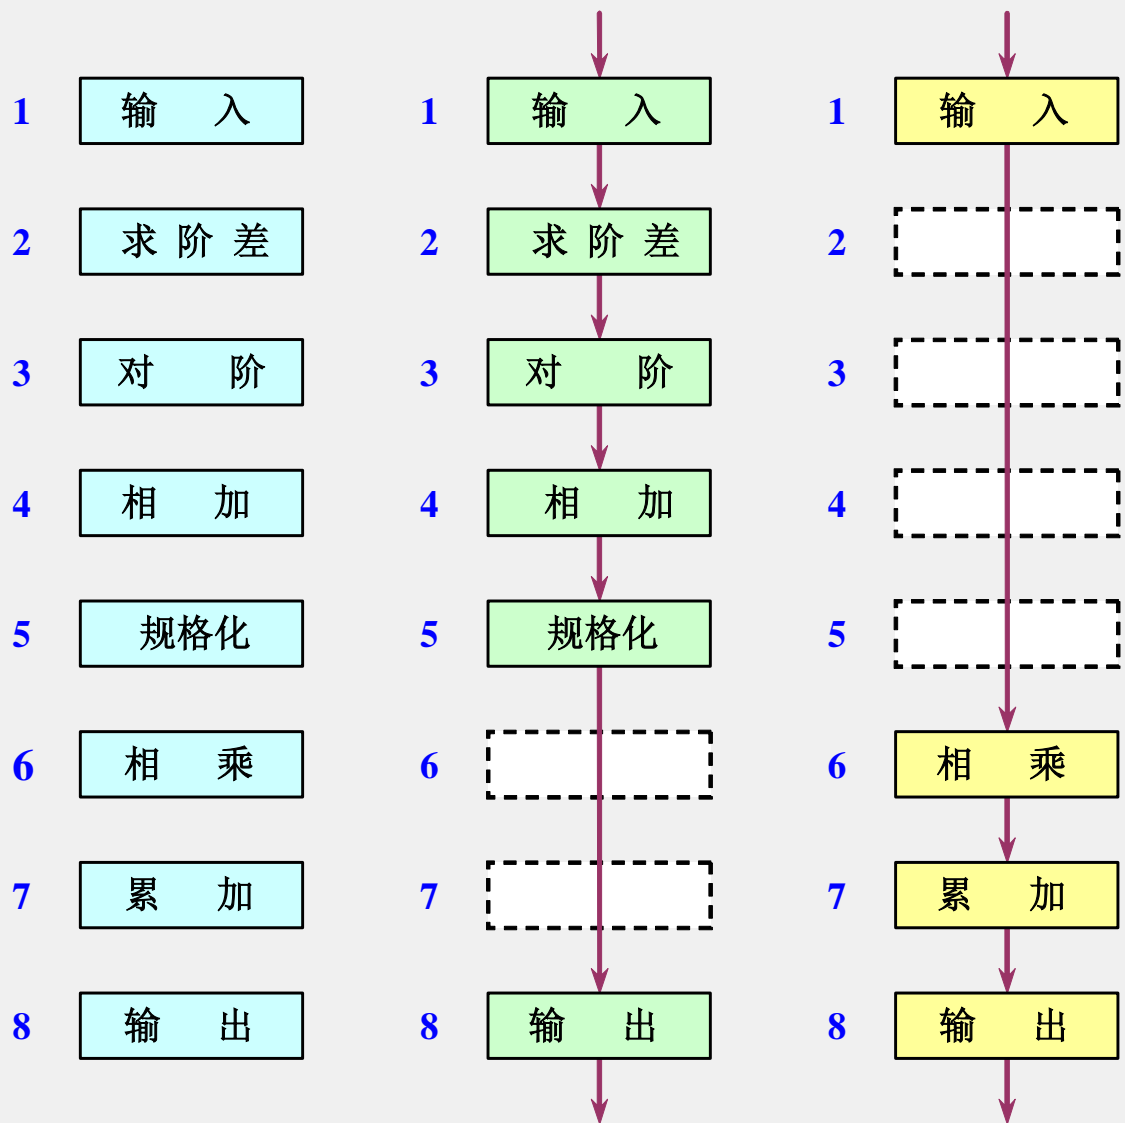 1 输入 1 输入 1 输入
2 求阶差 2 求阶差 2
3 对阶 3 对阶 3
4 相加 4 相加 4
5 规格化 5 规格化 5
6 相乘 6 6 相乘
7 累加 7 7 累加
8 输出 8 输出 8 输出